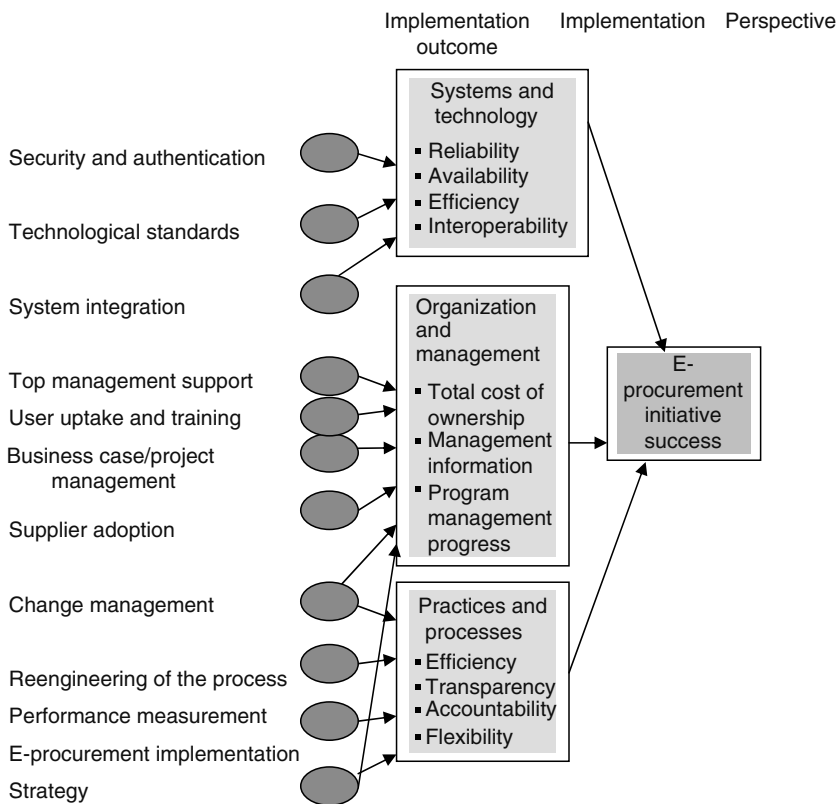 Implementation outcome
Implementation
Perspective
Security and authentication
Technological standards
System integration
Top management support
User uptake and training
Business case/project
management
Supplier adoption
Change management
Reengineering of the process
Performance measurement
E-procurement implementation
Strategy
Systems and
technology
▪ Reliability
▪ Availability
▪ Efficiency
▪ Interoperability
Organization
and
management
▪ Total cost of
ownership
▪ Management
information
▪ Program
management
progress
Practices and
processes
▪ Efficiency
▪ Transparency
▪ Accountability
▪ Flexibility
E-
procurement
initiative
success